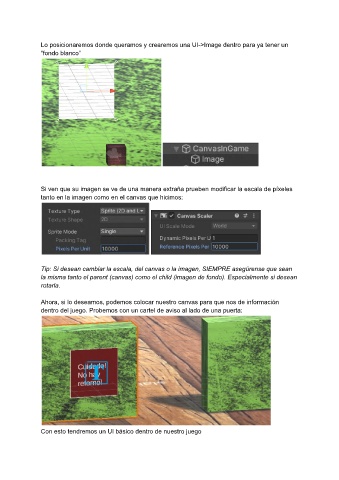 Lo posicionaremos donde queramos y crearemos una UI->Image dentro para ya tener un
"fondo blanco"
CanvasInGame
Image
Si ven que su imagen se ve de una manera extraña prueben modificar la escala de píxeles
tanto en la imagen como en el canvas que hicimos:
Texture Type Sprite (2D and U
Texture Shape 2D
Sprite Mode Single
Packing Tag
Pixels Per Unit 10000
Canvas Scaler
UI Scale Mode World
Dynamic Pixels Per U 1
Reference Pixels Per 10000
Tip: Si desean cambiar la escala, del canvas o la imagen, SIEMPRE asegúrense que sean
la misma tanto el parent (canvas) como el child (imagen de fondo). Especialmente si desean
rotarla.
Ahora, si lo deseamos, podemos colocar nuestro canvas para que nos de información
dentro del juego. Probemos con un cartel de aviso al lado de una puerta:
Cuidado!
No hay
retorno!
Con esto tendremos un UI básico dentro de nuestro juego